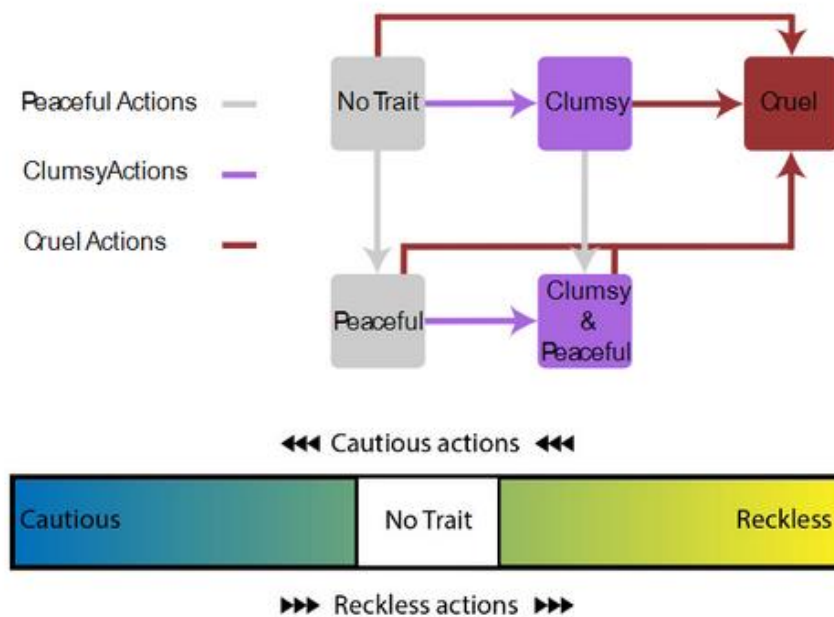 No Trait
Clumsy
Cruel
Peaceful Actions
ClumsyActions
Cruel Actions
Peaceful
Clumsy
&
Peaceful
Cautious actions
Cautious
No Trait
Reckless
Reckless actions